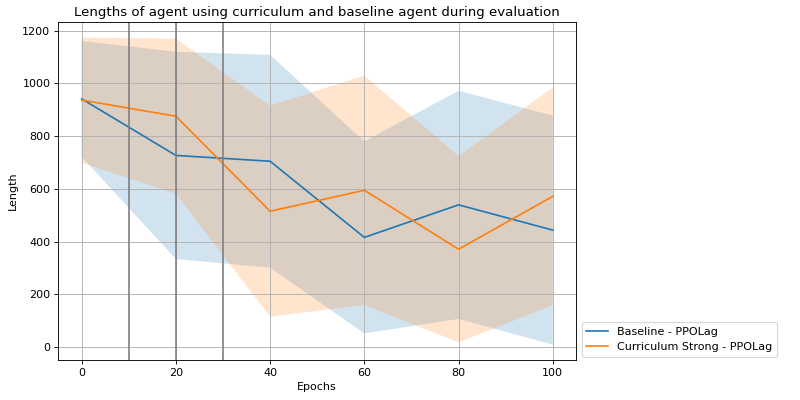 Lengths of agent using curriculum and baseline agent during evaluation
1200
1000
800
600
400
200
0
Length
0 20 40 60 80 100
Epochs
Baseline - PPOLag
Curriculum Strong - PPOLag